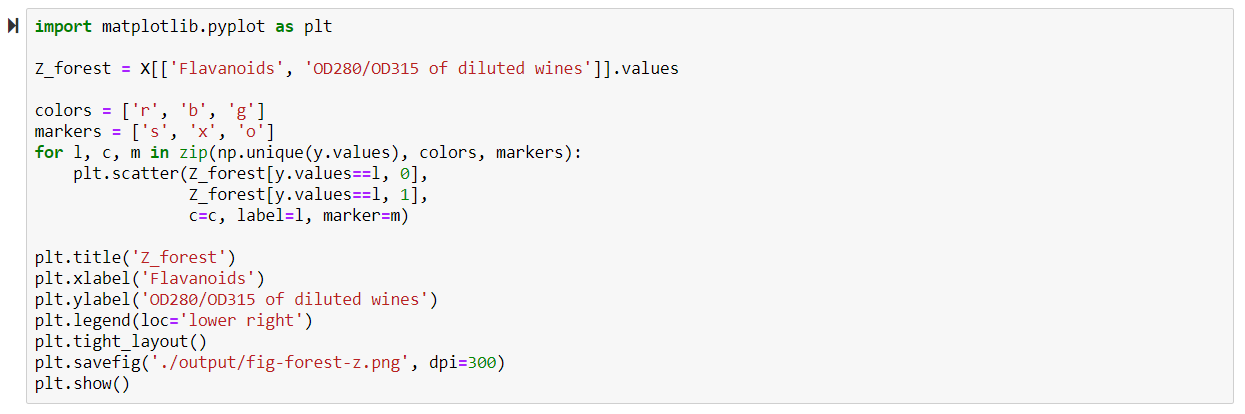 import matplotlib.pyplot as plt

Z_forest = X[['Flavanoids', 'OD280/OD315 of diluted wines']].values

colors = ['r', 'b', 'g']
markers = ['s', 'x', 'o']
for l, c, m in zip(np.unique(y.values), colors, markers):
    plt.scatter(Z_forest[y.values==l, 0],
                Z_forest[y.values==l, 1],
                c=c, label=l, marker=m)

plt.title('Z_forest')
plt.xlabel('Flavanoids')
plt.ylabel('OD280/OD315 of diluted wines')
plt.legend(loc='lower right')
plt.tight_layout()
plt.savefig('./output/fig-forest-z.png', dpi=300)
plt.show()